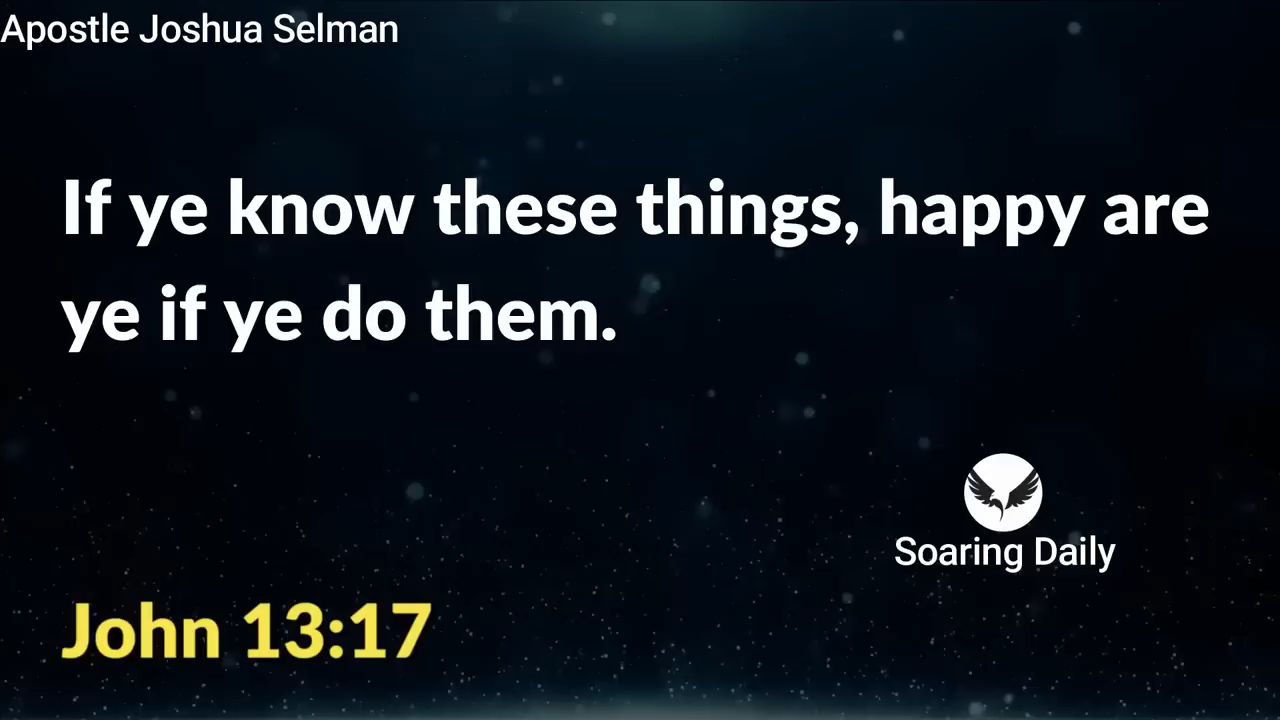 Apostle Joshua Selman
If ye know these things, happy are
ye if ye do them.
Soaring Daily
John 13:17